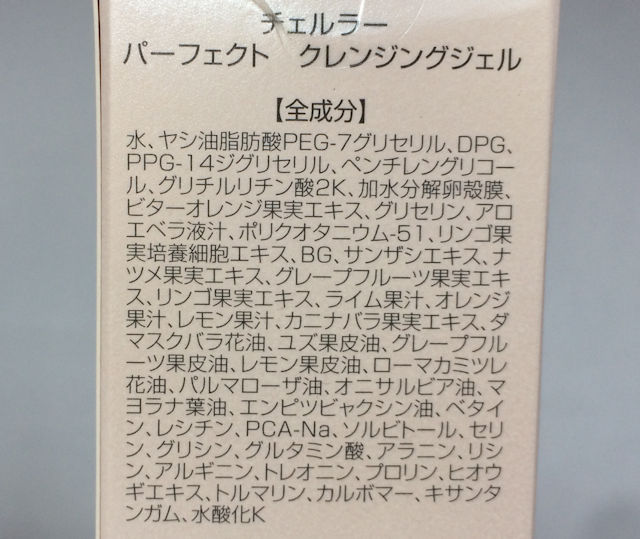 チェルラー
パーフェクト クレンジングジェル
【全成分】
水、ヤシ油脂肪酸PEG-7グリセリル、DPG、
PPG-14ジグリセリル、ペンチレングリコー
ル、グリチルリチン酸2K、加水分解卵殻膜、
ビターオレンジ果実エキス、グリセリン、アロ
エベラ液汁、ポリクオタニウム-51、リンゴ果
実培養細胞エキス、BG、サンザシエキス、ナ
ツメ果実エキス、グレープフルーツ果実エキ
ス、リンゴ果実エキス、ライム果汁、オレンジ
果汁、レモン果汁、カニナバラ果実エキス、ダ
マスクバラ花油、ユズ果皮油、グレープフル
ーツ果皮油、レモン果皮油、ローマカミツレ
花油、パルマローザ油、オニサルビア油、マ
ヨラナ葉油、エンピツビャクシン油、ベタイ
ン、レシチン、PCA-Na、ソルビトール、セリ
ン、グリシン、グルタミン酸、アラニン、リシ
ン、アルギニン、トレオニン、プロリン、ヒオウ
ギエキス、トルマリン、カルボマー、キサンタ
ンガム、水酸化K